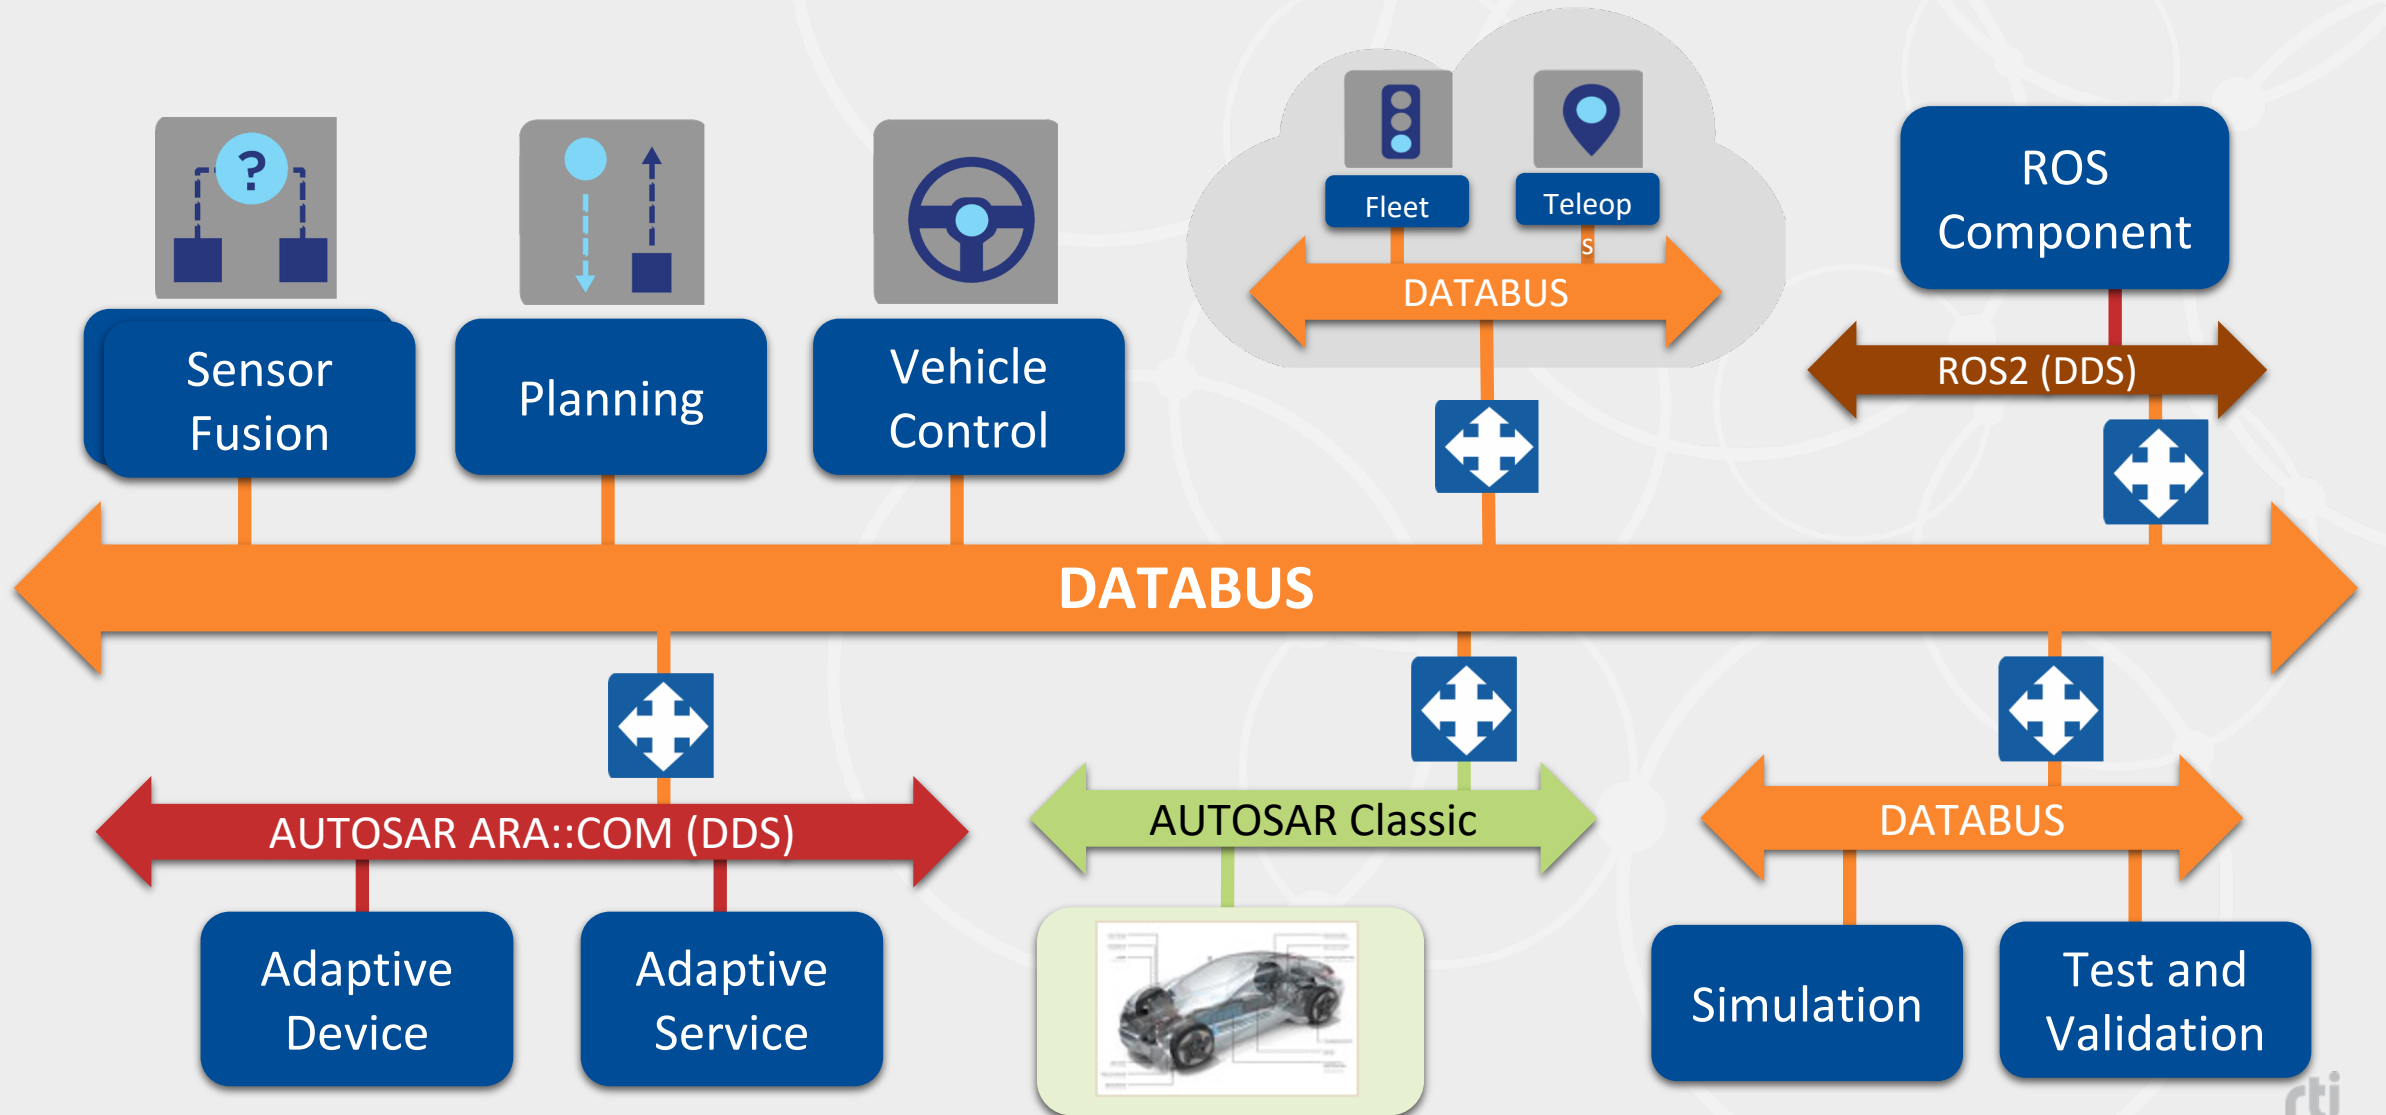 ?
Fleet
Teleop
s
DATABUS
ROS
Component
Sensor
Fusion
Planning
Vehicle
Control
ROS2 (DDS)
DATABUS
AUTOSAR ARA::COM (DDS)
AUTOSAR Classic
DATABUS
Adaptive
Device
Adaptive
Service
Simulation
Test and
Validation
rti